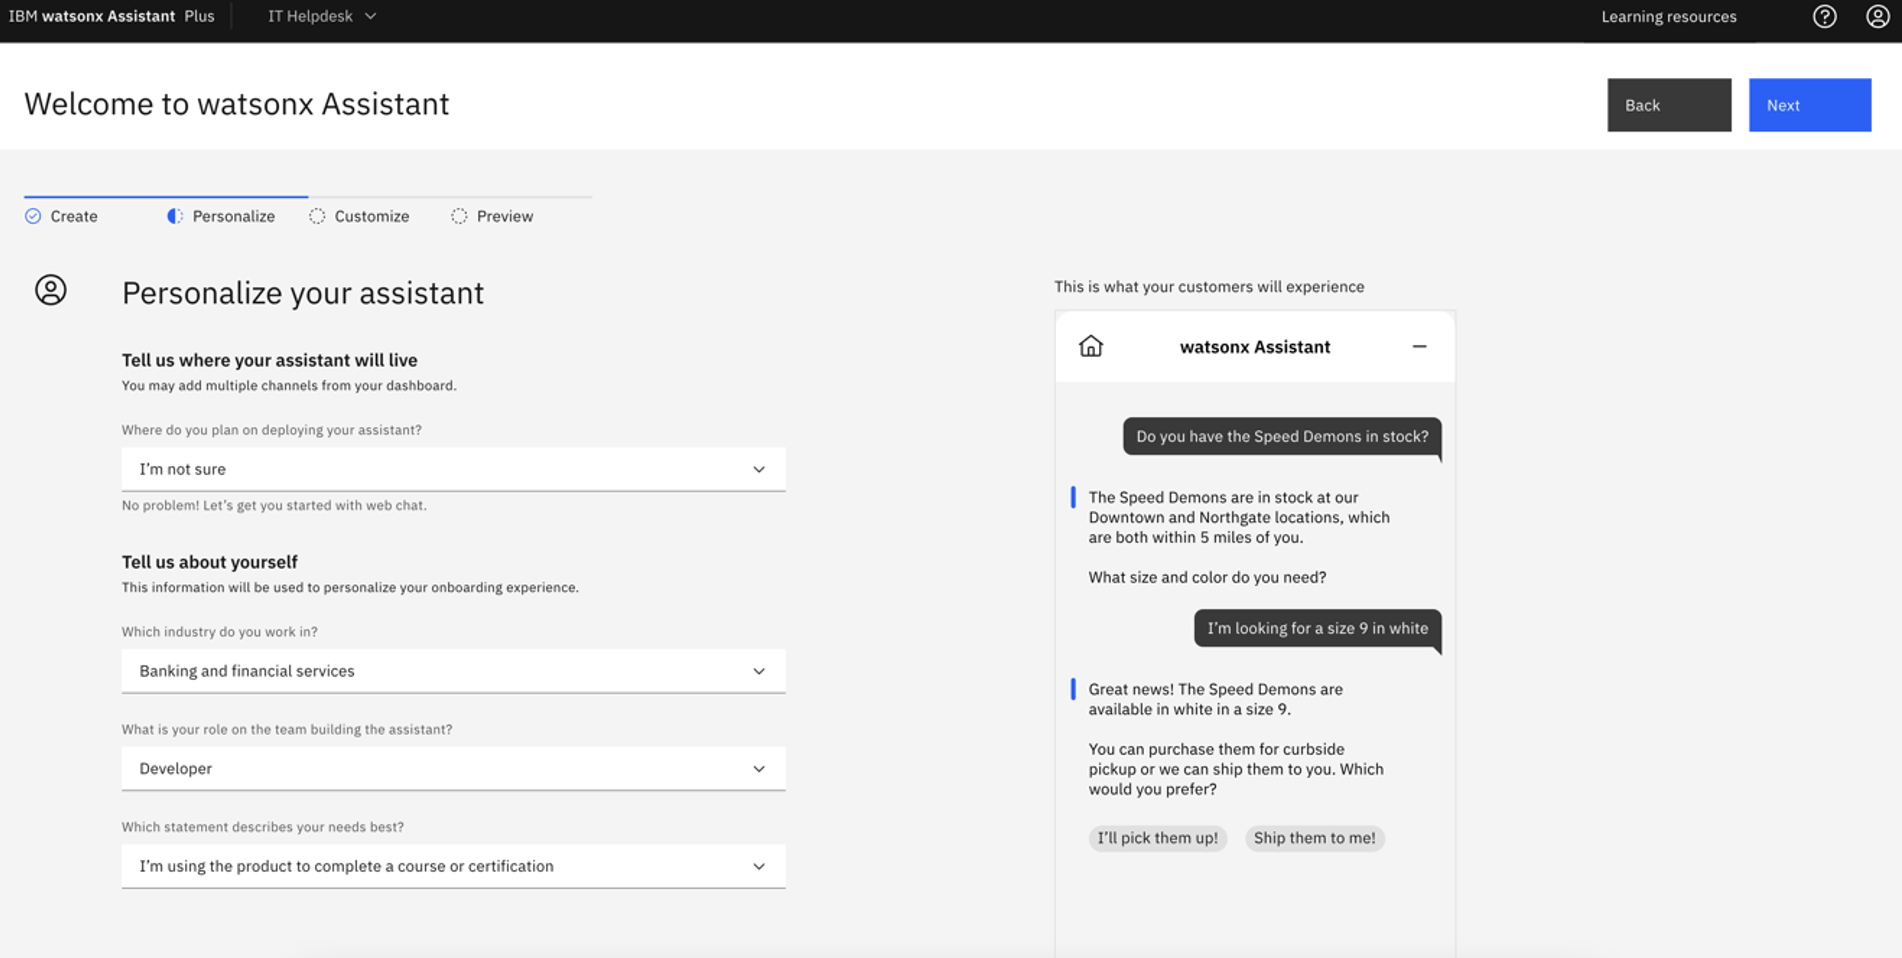 IBM watsonx Assistant Plus
IT Helpdesk
Learning resources
Welcome to watsonx Assistant
Back
Next
Create
Personalize
Customize
Preview
Personalize your assistant
Tell us where your assistant will live
You may add multiple channels from your dashboard.
Where do you plan on deploying your assistant?
I’m not sure
No problem! Let’s get you started with web chat.
Tell us about yourself
This information will be used to personalize your onboarding experience.
Which industry do you work in?
Banking and financial services
What is your role on the team building the assistant?
Developer
Which statement describes your needs best?
I’m using the product to complete a course or certification
This is what your customers will experience
watsonx Assistant
Do you have the Speed Demons in stock?
The Speed Demons are in stock at our
Downtown and Northgate locations, which
are both within 5 miles of you.
What size and color do you need?
I’m looking for a size 9 in white
Great news! The Speed Demons are
available in white in a size 9.
You can purchase them for curbside
pickup or we can ship them to you. Which
would you prefer?
I’ll pick them up!
Ship them to me!